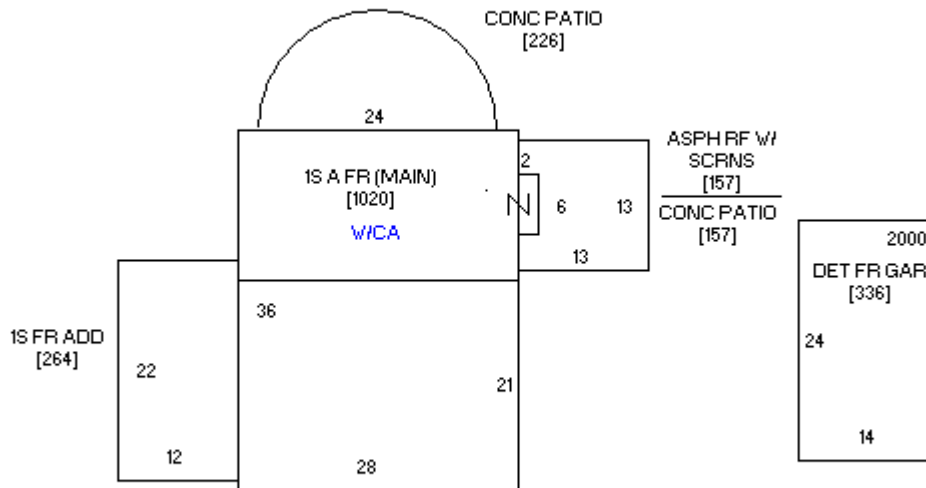 CONC PATIO
[226]
24
1S A FR (MAIN)
[1020]
W/CA
2
6
13
13
ASPH RF W/
SCRNS
[157]
CONC PATIO
[157]
2000
DET FR GAR
[336]
24
14
36
1S FR ADD
[264]
22
12
21
28